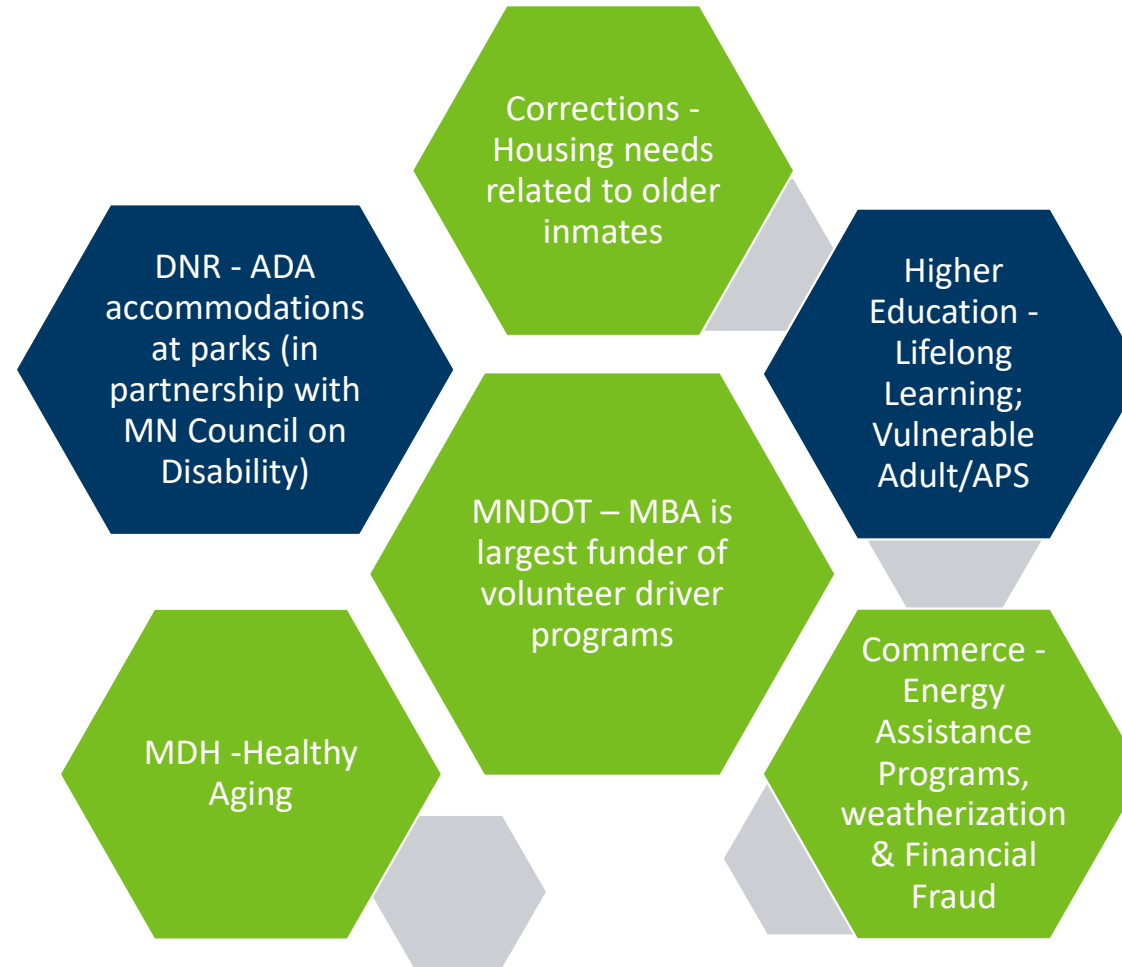 Corrections -
Housing needs
related to older
inmates
DNR - ADA
accommodations
at parks (in
partnership with
MN Council on
Disability)
Higher
Education -
Lifelong
Learning;
Vulnerable
Adult/APS
MNDOT – MBA is
largest funder of
volunteer driver
programs
MDH -Healthy
Aging
Commerce -
Energy
Assistance
Programs,
weatherization
& Financial
Fraud